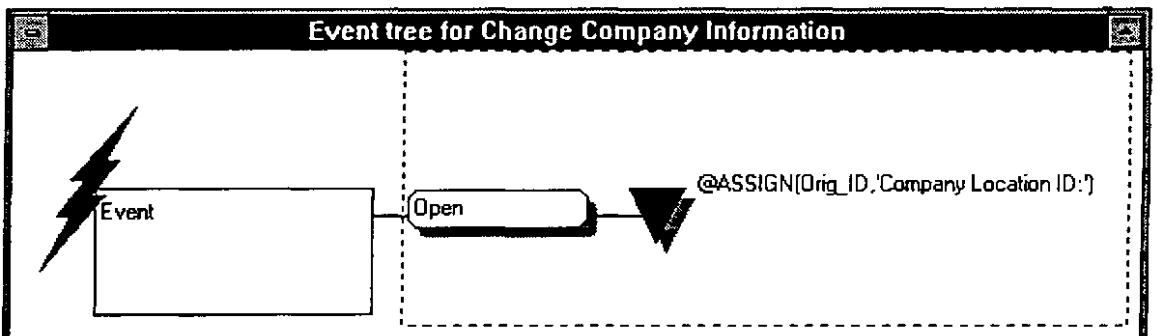 Event tree for Change Company Information
@ASSIGN(Orig_ID,'Company Location ID:')
Event
Open